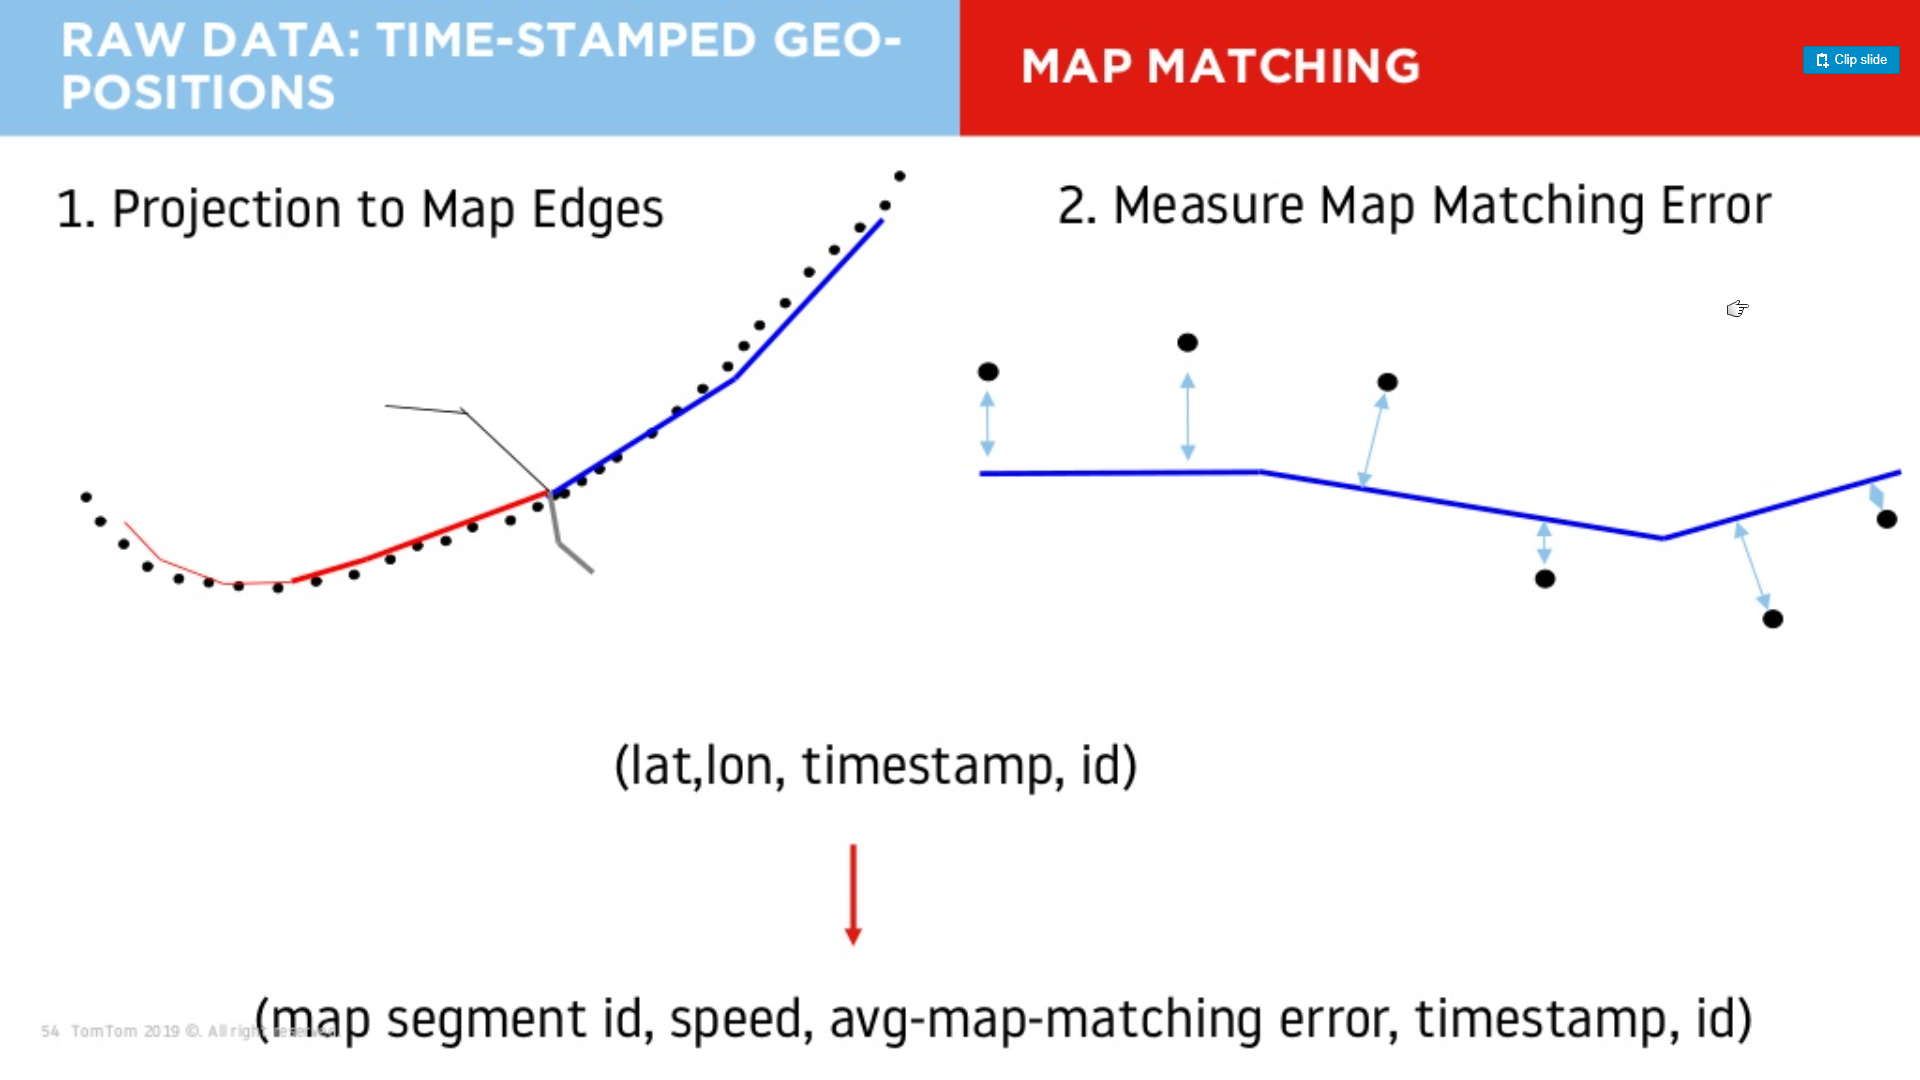 RAW DATA: TIME-STAMPED GEO-
POSITIONS
MAP MATCHING
Clip slide
1. Projection to Map Edges
2. Measure Map Matching Error
(lat,lon, timestamp, id)
(map segment id, speed, avg-map-matching error, timestamp, id)
54 TomTom 2019 ©. All right reserved